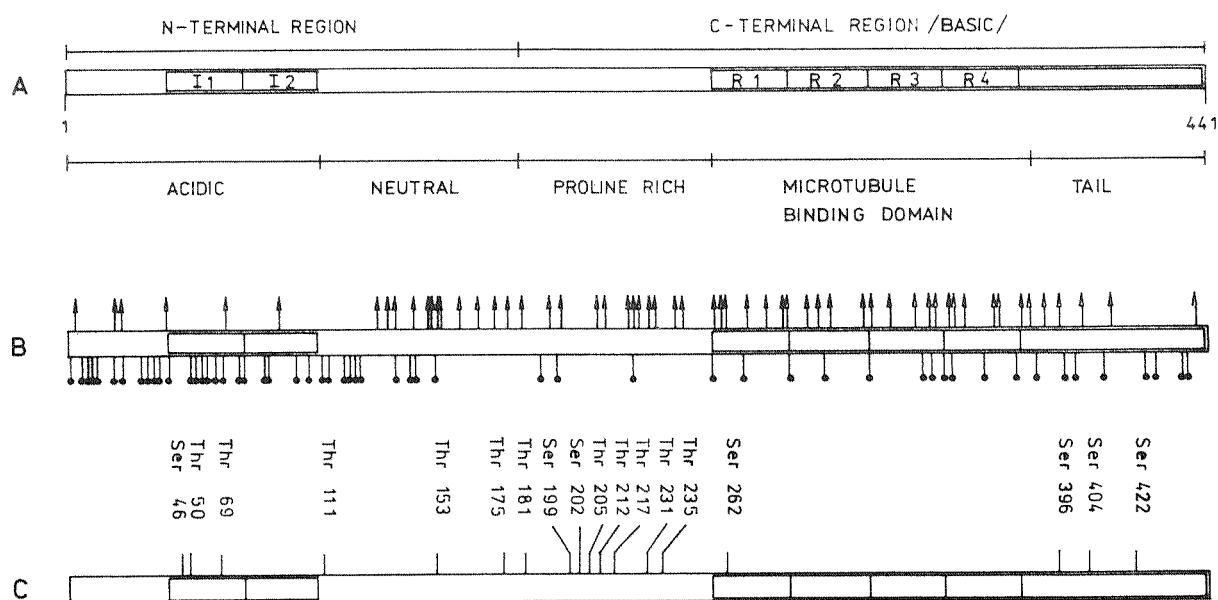 N-TERMINAL REGION C-TERMINAL REGION /BASIC/
A I1 I2 R1 R2 R3 R4
1 441
ACIDIC NEUTRAL PROLINE RICH MICROTUBULE BINDING DOMAIN TAIL
B
Ser 46
Thr 50
Thr 69
Thr 111
Thr 153
Thr 175
Thr 181
Ser 199
Ser 202
Thr 205
Thr 212
Thr 217
Thr 231
Thr 235
Ser 262
Ser 396
Ser 404
Ser 422
C